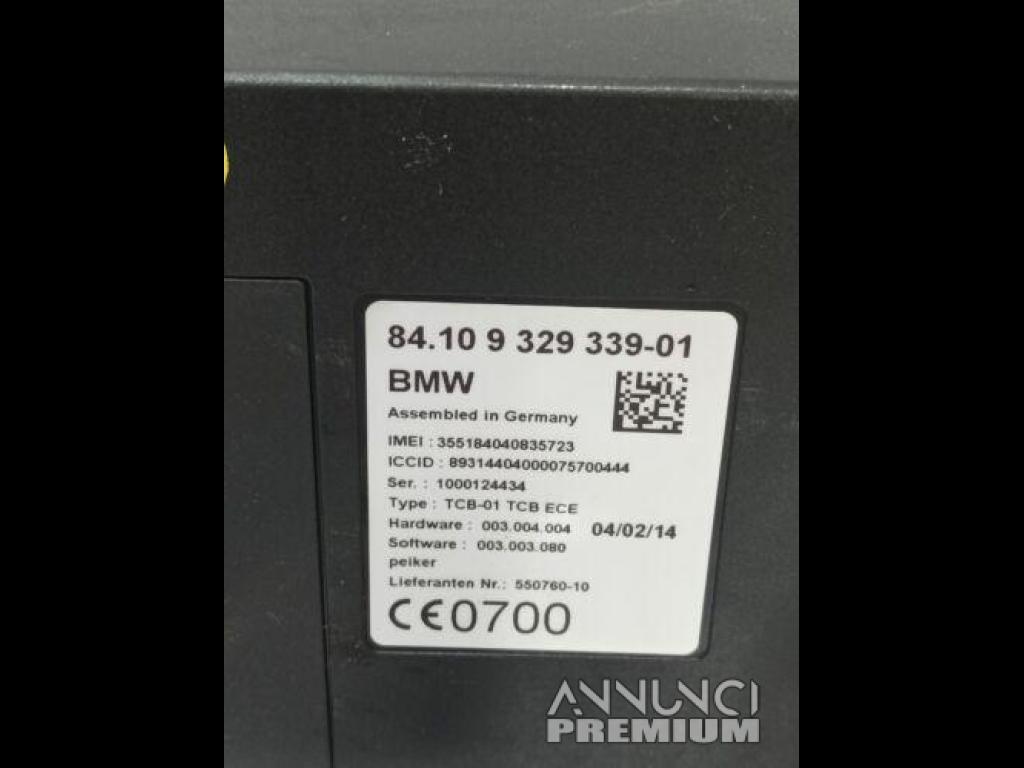 84.10 9 329 339-01
BMW
Assembled in Germany
IMEI : 355184040835723
ICCID : 89314404000075700444
Ser. : 1000124434
Type : TCB-01 TCB ECE
Hardware : 003.004.004 04/02/14
Software : 003.003.080
peiker
Lieferanten Nr.: 550760-10
CE0700
ANNUNCI
PREMIUM